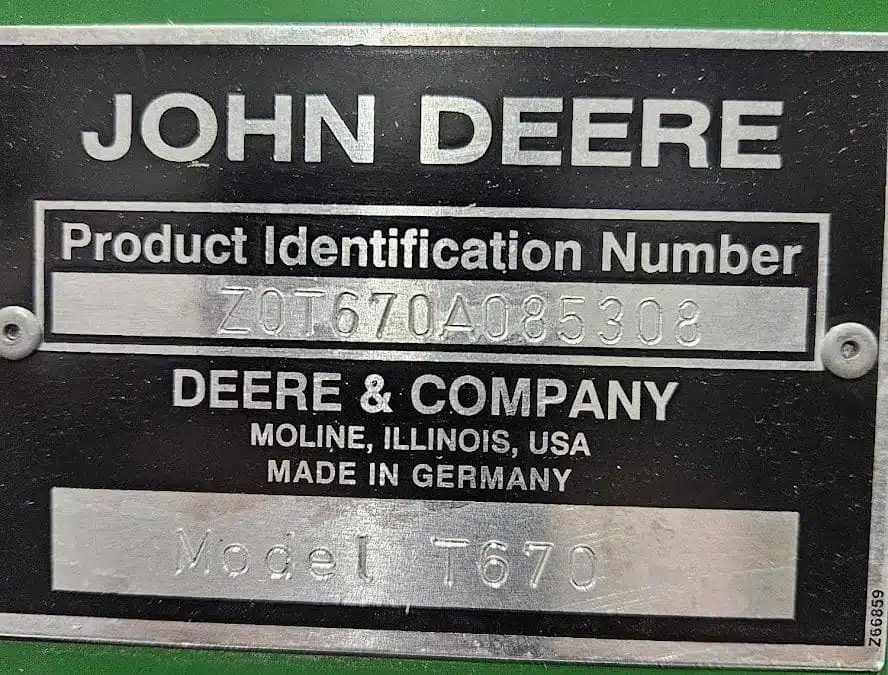 JOHN DEERE
Product Identification Number
Z0T670A085308
DEERE & COMPANY
MOLINE, ILLINOIS, USA
MADE IN GERMANY
Model T670
Z66859